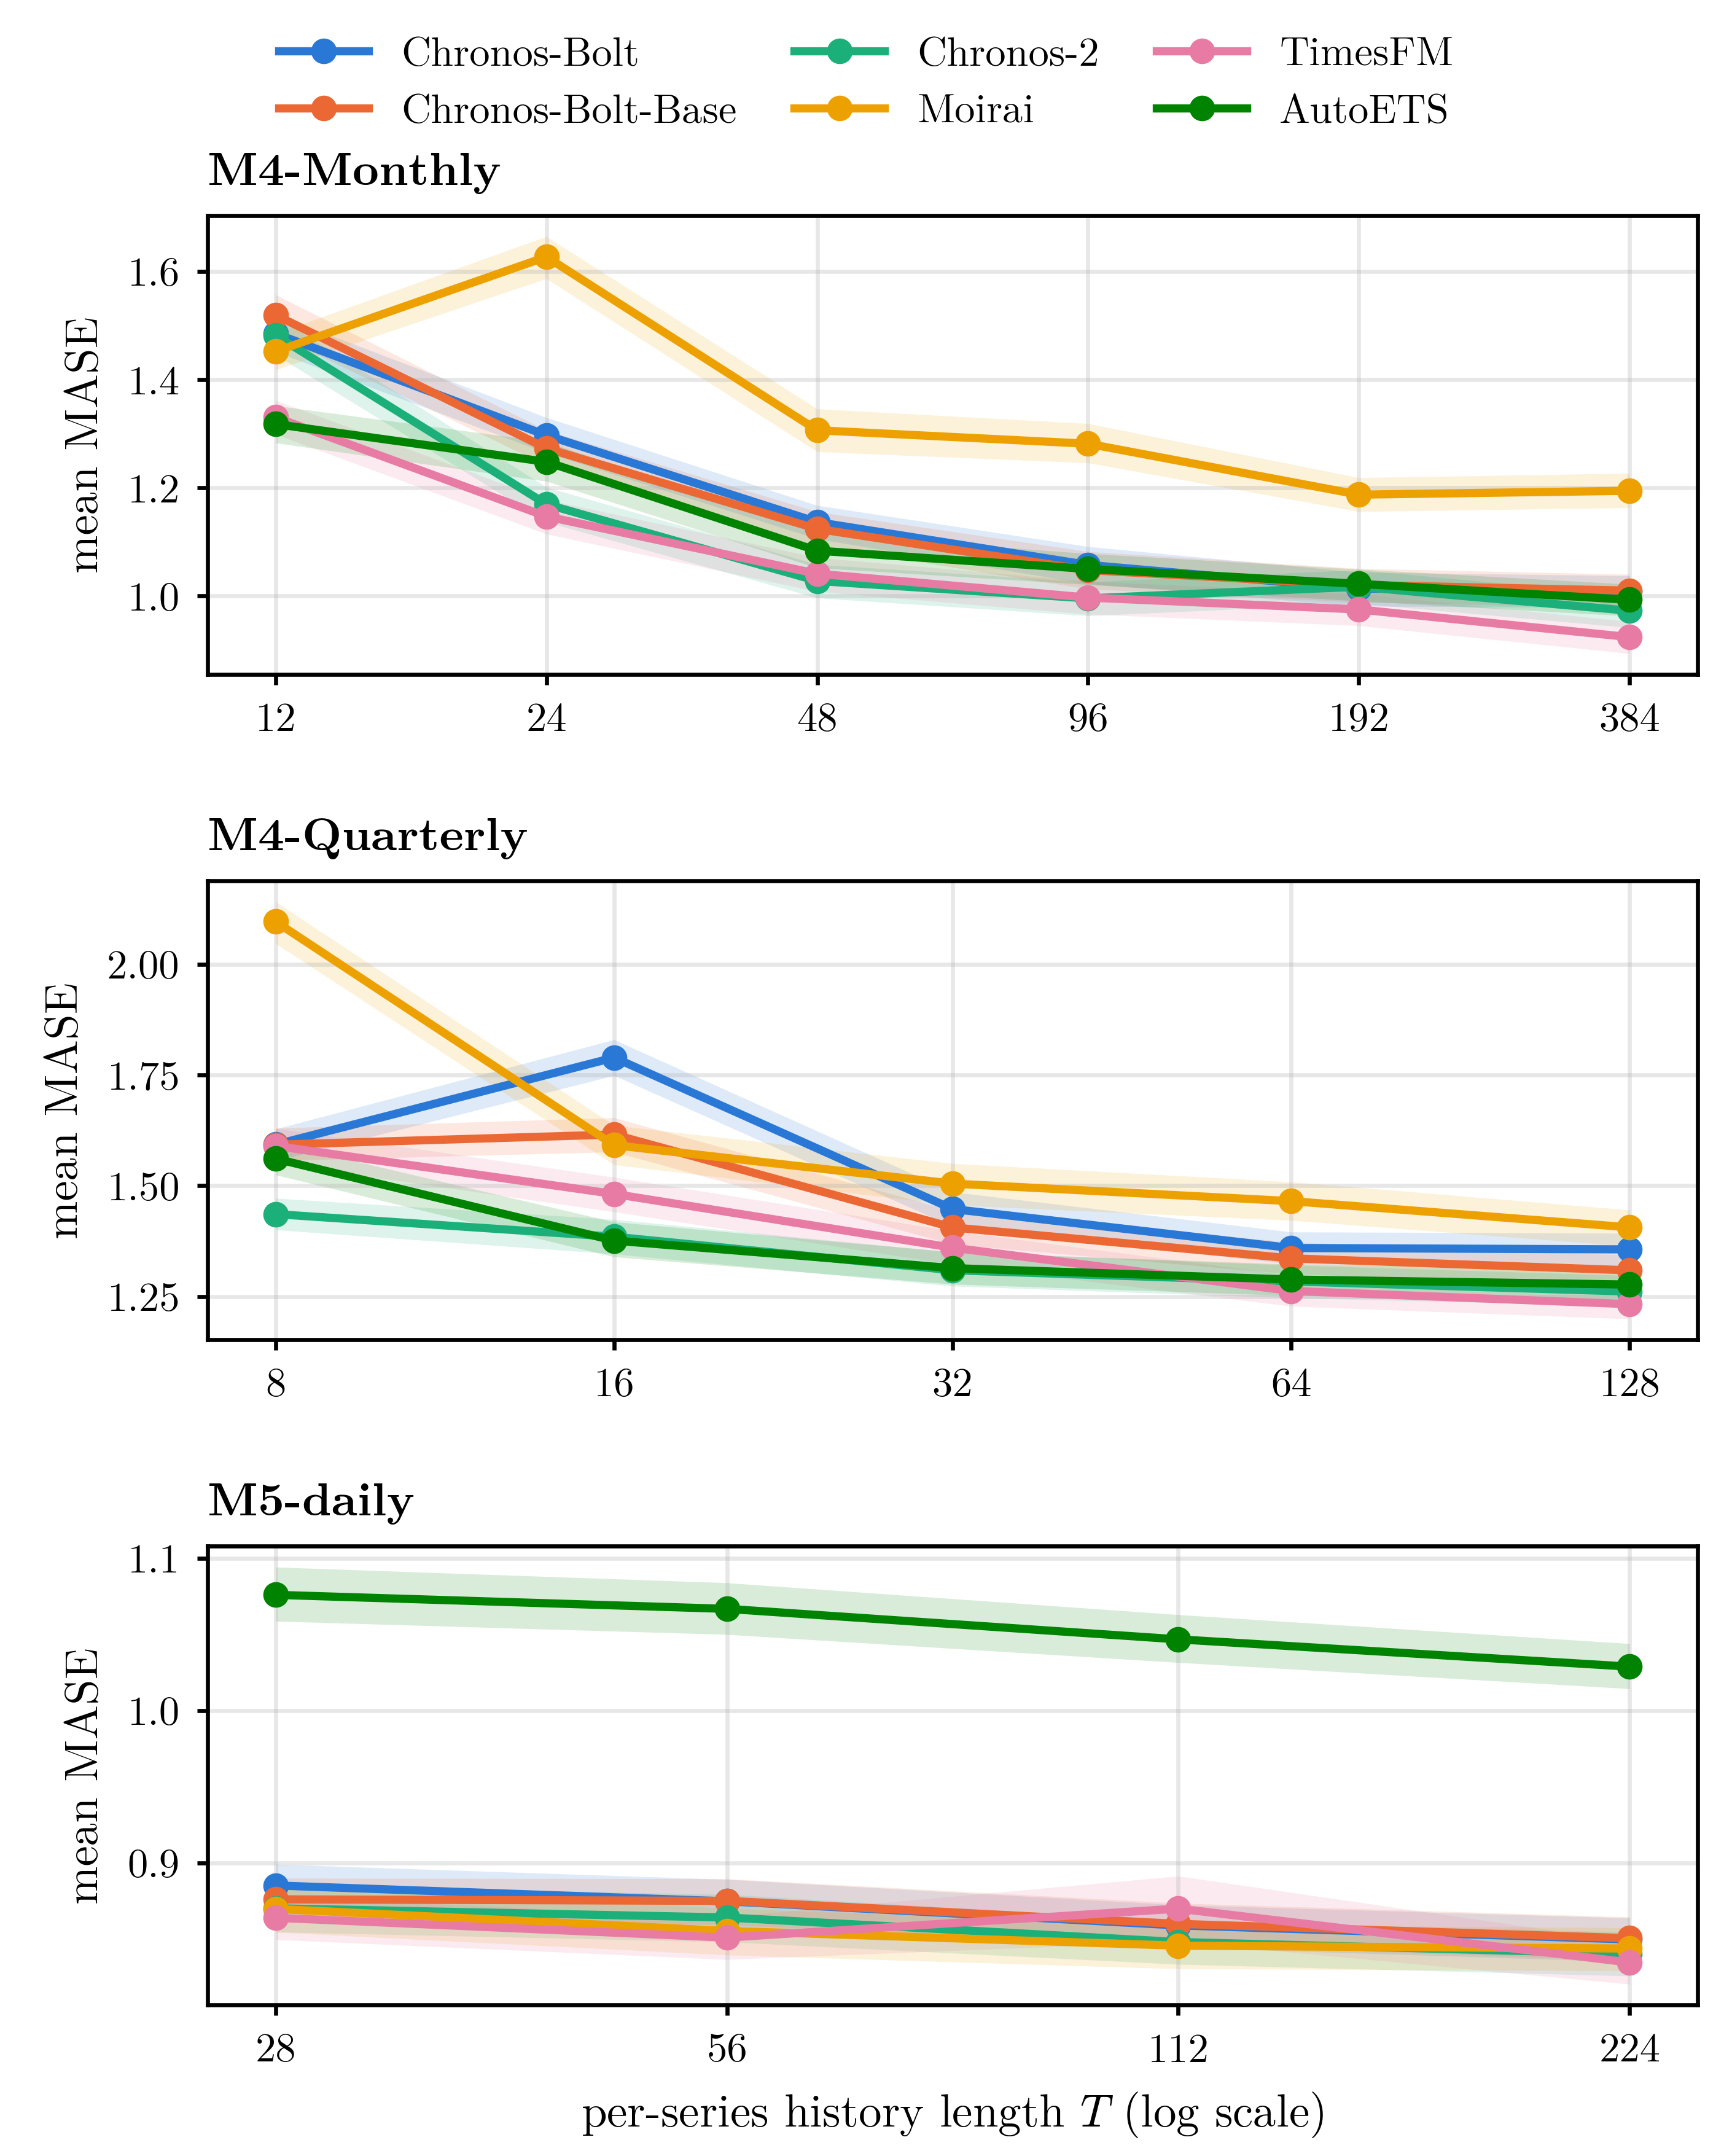 Chronos-Bolt Chronos-2 TimesFM
Chronos-Bolt-Base Moirai AutoETS
M4-Monthly
mean MASE
1.6
1.4
1.2
1.0
12 24 48 96 192 384
M4-Quarterly
mean MASE
2.00
1.75
1.50
1.25
8 16 32 64 128
M5-daily
mean MASE
1.1
1.0
0.9
28 56 112 224
per-series history length T (log scale)